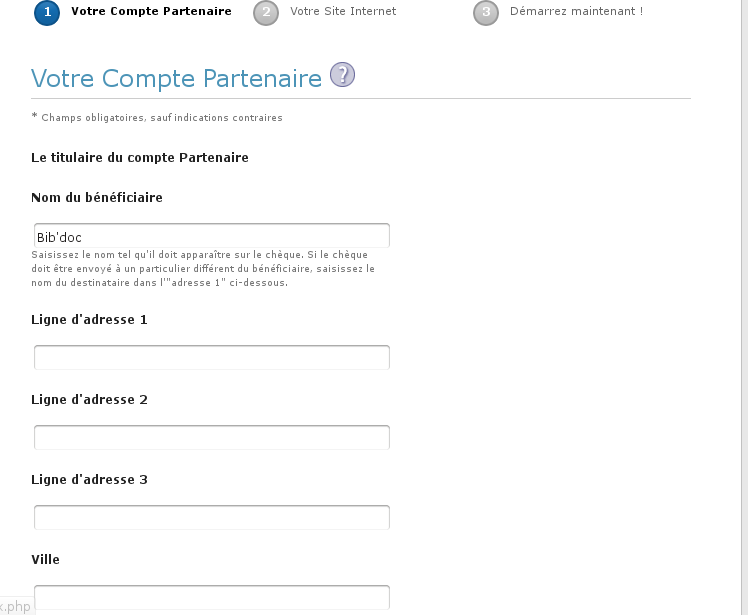 1 Votre Compte Partenaire 2 Votre Site Internet 3 Démarrez maintenant !
Votre Compte Partenaire ?
* Champs obligatoires, sauf indications contraires
Le titulaire du compte Partenaire
Nom du bénéficiaire
Bib'doc
Saisissez le nom tel qu'il doit apparaître sur le chèque. Si le chèque
doit être envoyé à un particulier différent du bénéficiaire, saisissez le
nom du destinataire dans l'"adresse 1" ci-dessous.
Ligne d'adresse 1
Ligne d'adresse 2
Ligne d'adresse 3
Ville
.php